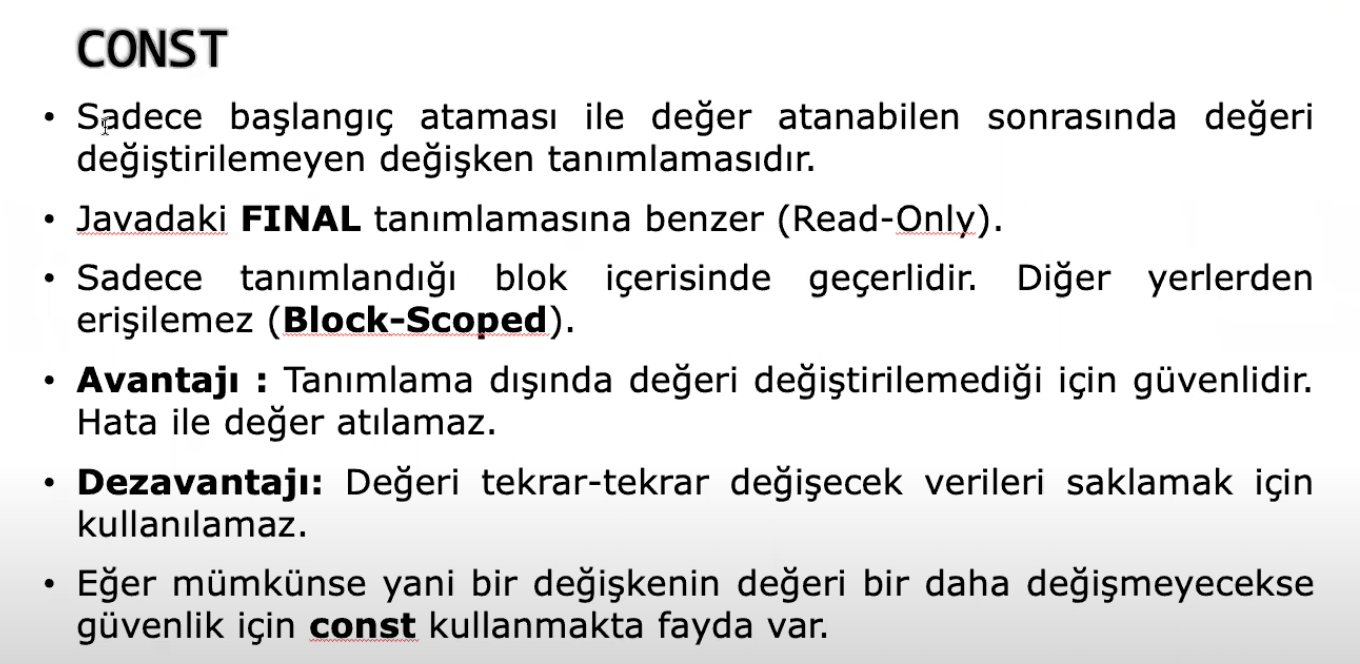 CONST
• Sadece başlangıç ataması ile değer atanabilen sonrasında değeri
değiştirilemeyen değişken tanımlamasıdır.
• Javadaki FINAL tanımlamasına benzer (Read-Only).
• Sadece tanımlandığı blok içerisinde geçerlidir. Diğer yerlerden
erişilemez (Block-Scoped).
• Avantajı : Tanımlama dışında değeri değiştirilemediği için güvenlidir.
Hata ile değer atılamaz.
• Dezavantajı: Değeri tekrar-tekrar değişecek verileri saklamak için
kullanılamaz.
• Eğer mümkünse yani bir değişkenin değeri bir daha değişmeyecekse
güvenlik için const kullanmakta fayda var.